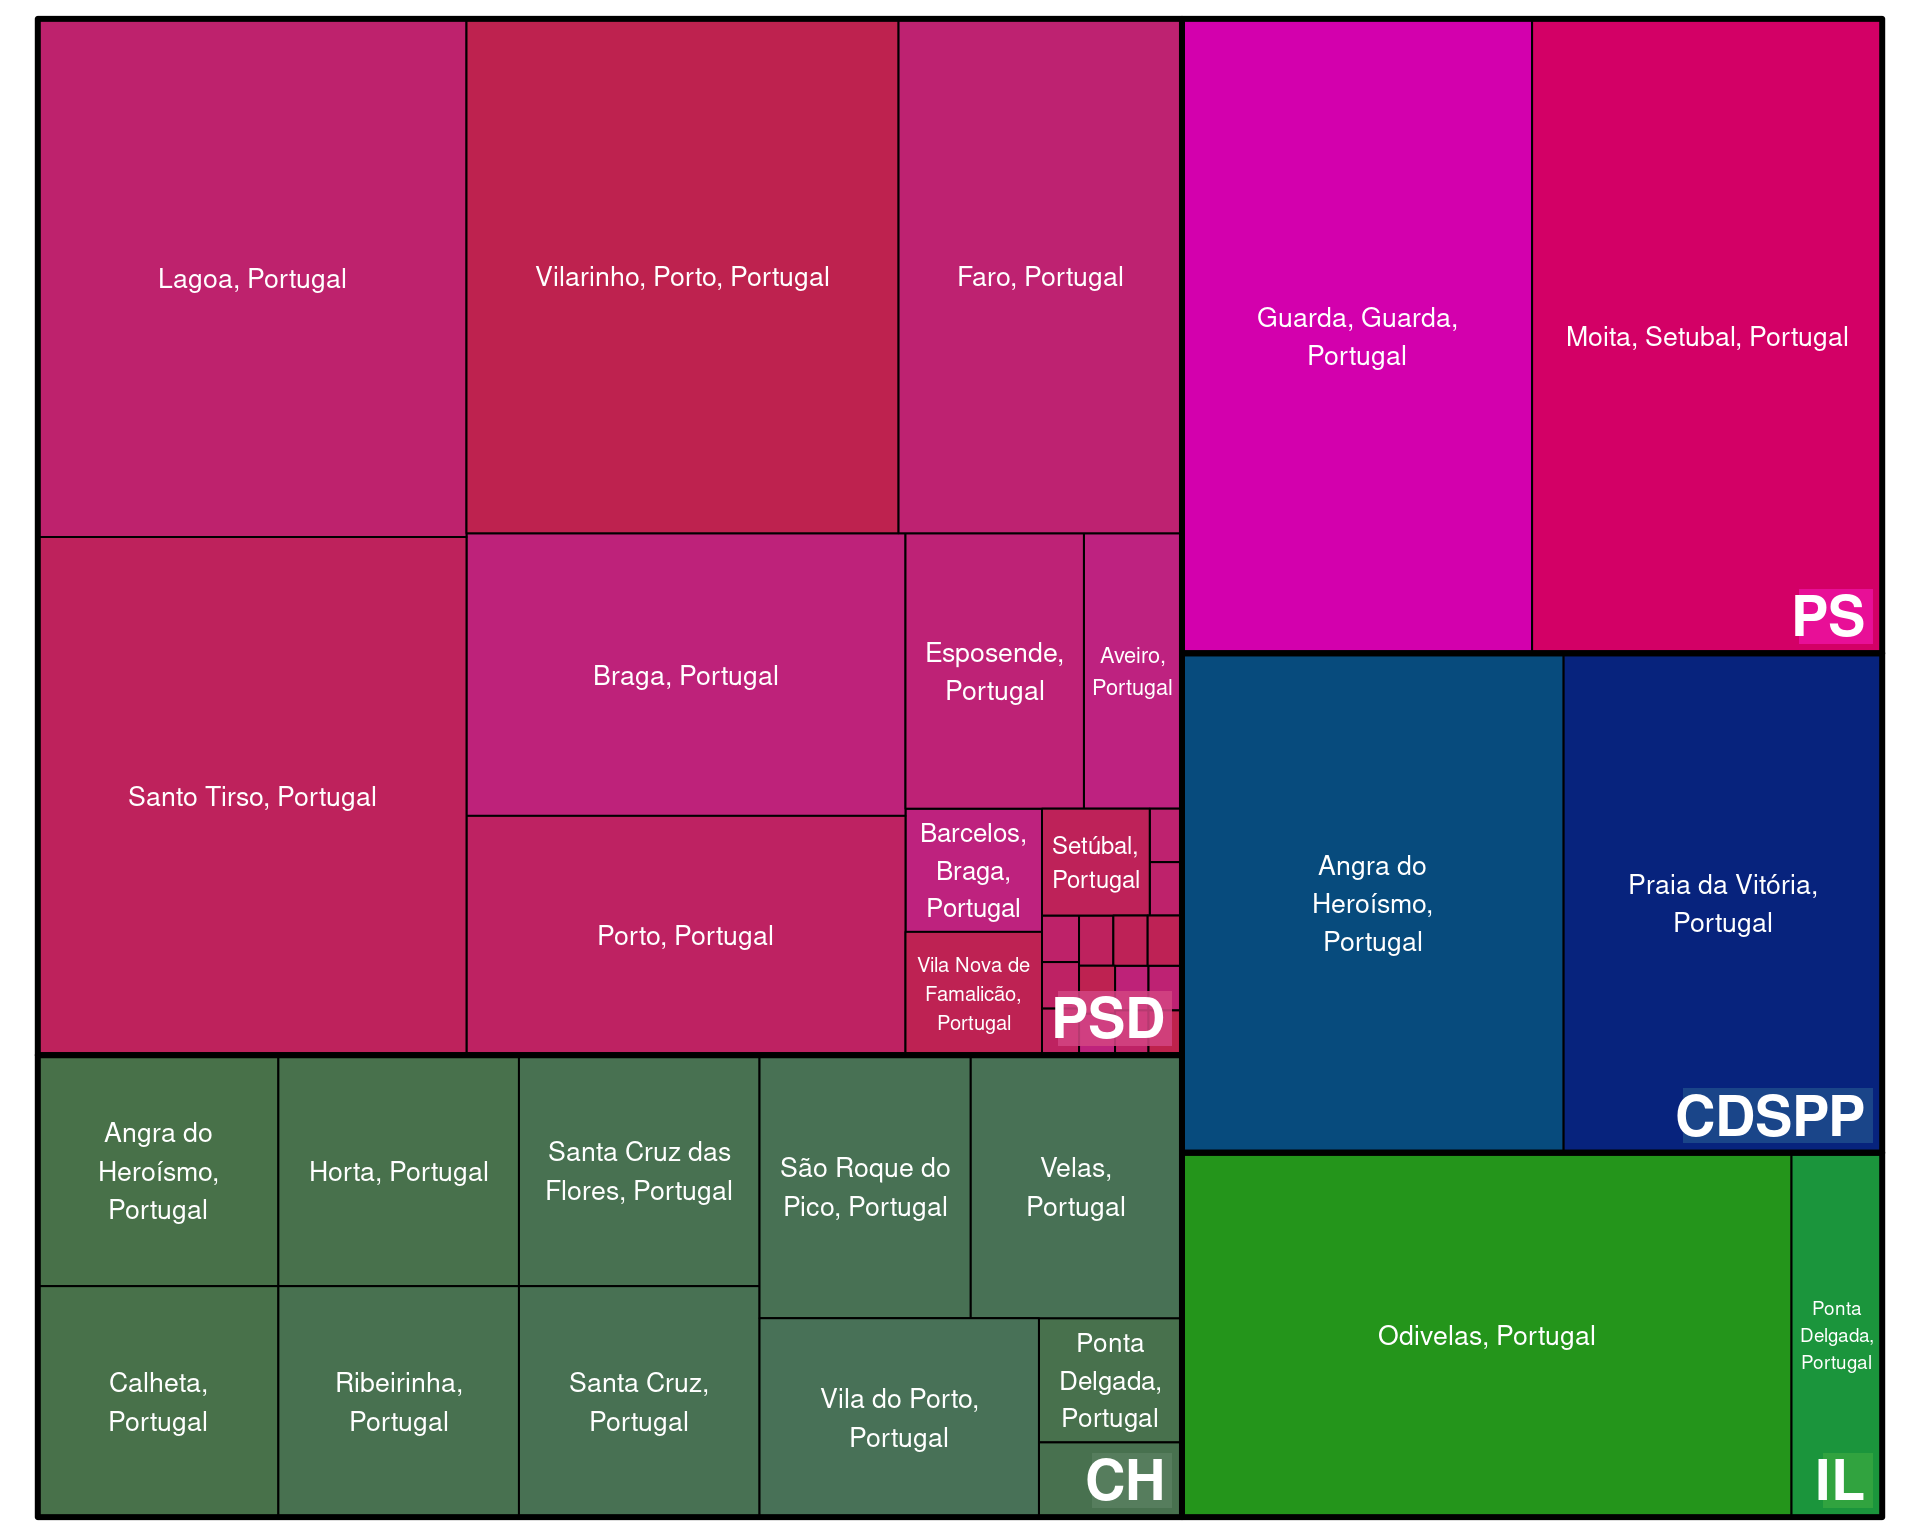 Lagoa, Portugal
Vilarinho, Porto, Portugal
Faro, Portugal
Santo Tirso, Portugal
Braga, Portugal
Esposende,
Portugal
Aveiro,
Portugal
Porto, Portugal
Barcelos,
Braga,
Portugal
Setúbal,
Portugal
Vila Nova de
Famalicão,
Portugal
PSD
Guarda, Guarda,
Portugal
Moita, Setubal, Portugal
PS
Angra do
Heroísmo,
Portugal
Praia da Vitória,
Portugal
CDSPP
Angra do
Heroísmo,
Portugal
Horta, Portugal
Santa Cruz das
Flores, Portugal
São Roque do
Pico, Portugal
Velas,
Portugal
Calheta,
Portugal
Ribeirinha,
Portugal
Santa Cruz,
Portugal
Vila do Porto,
Portugal
Ponta
Delgada,
Portugal
CH
Odivelas, Portugal
Ponta
Delgada,
Portugal
IL